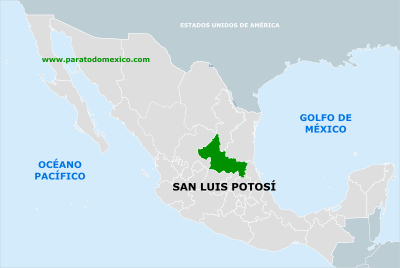 ESTADOS UNIDOS DE AMÉRICA
www.paratodomexico.com
GOLFO DE
MÉXICO
OCÉANO
PACÍFICO
SAN LUIS POTOSÍ